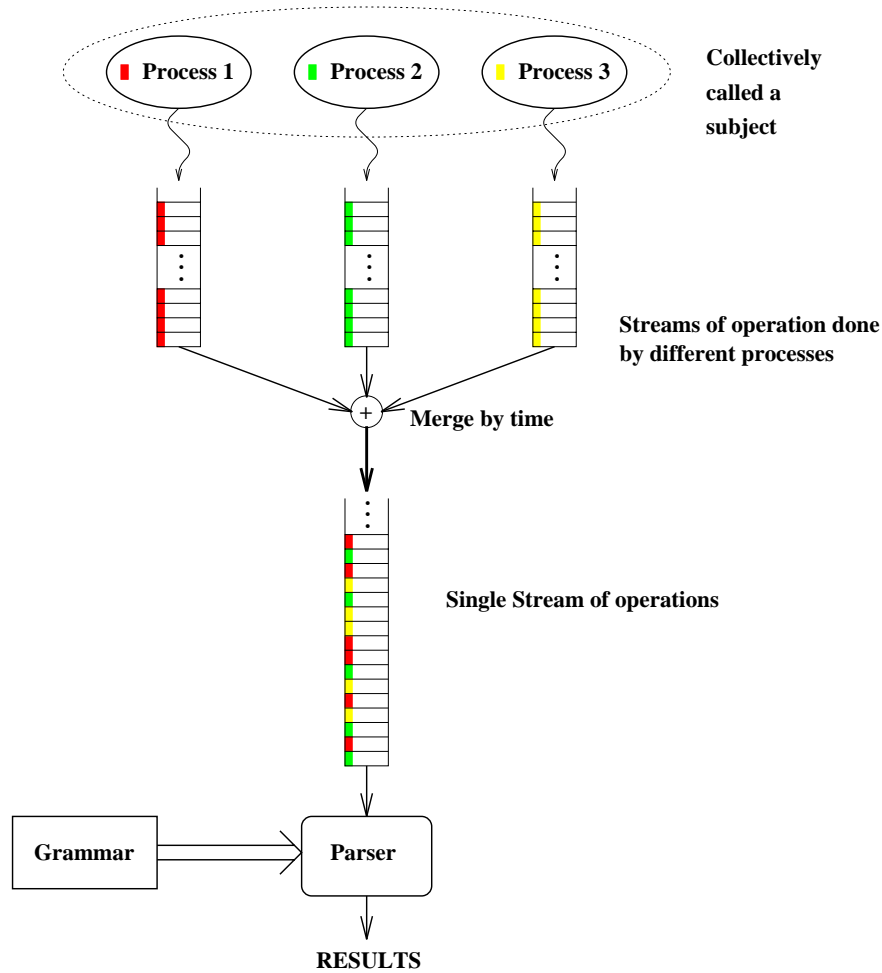 Process 1
Process 2
Process 3
Collectively
called a
subject
Streams of operation done
by different processes
+
Merge by time
Single Stream of operations
Grammar
Parser
RESULTS